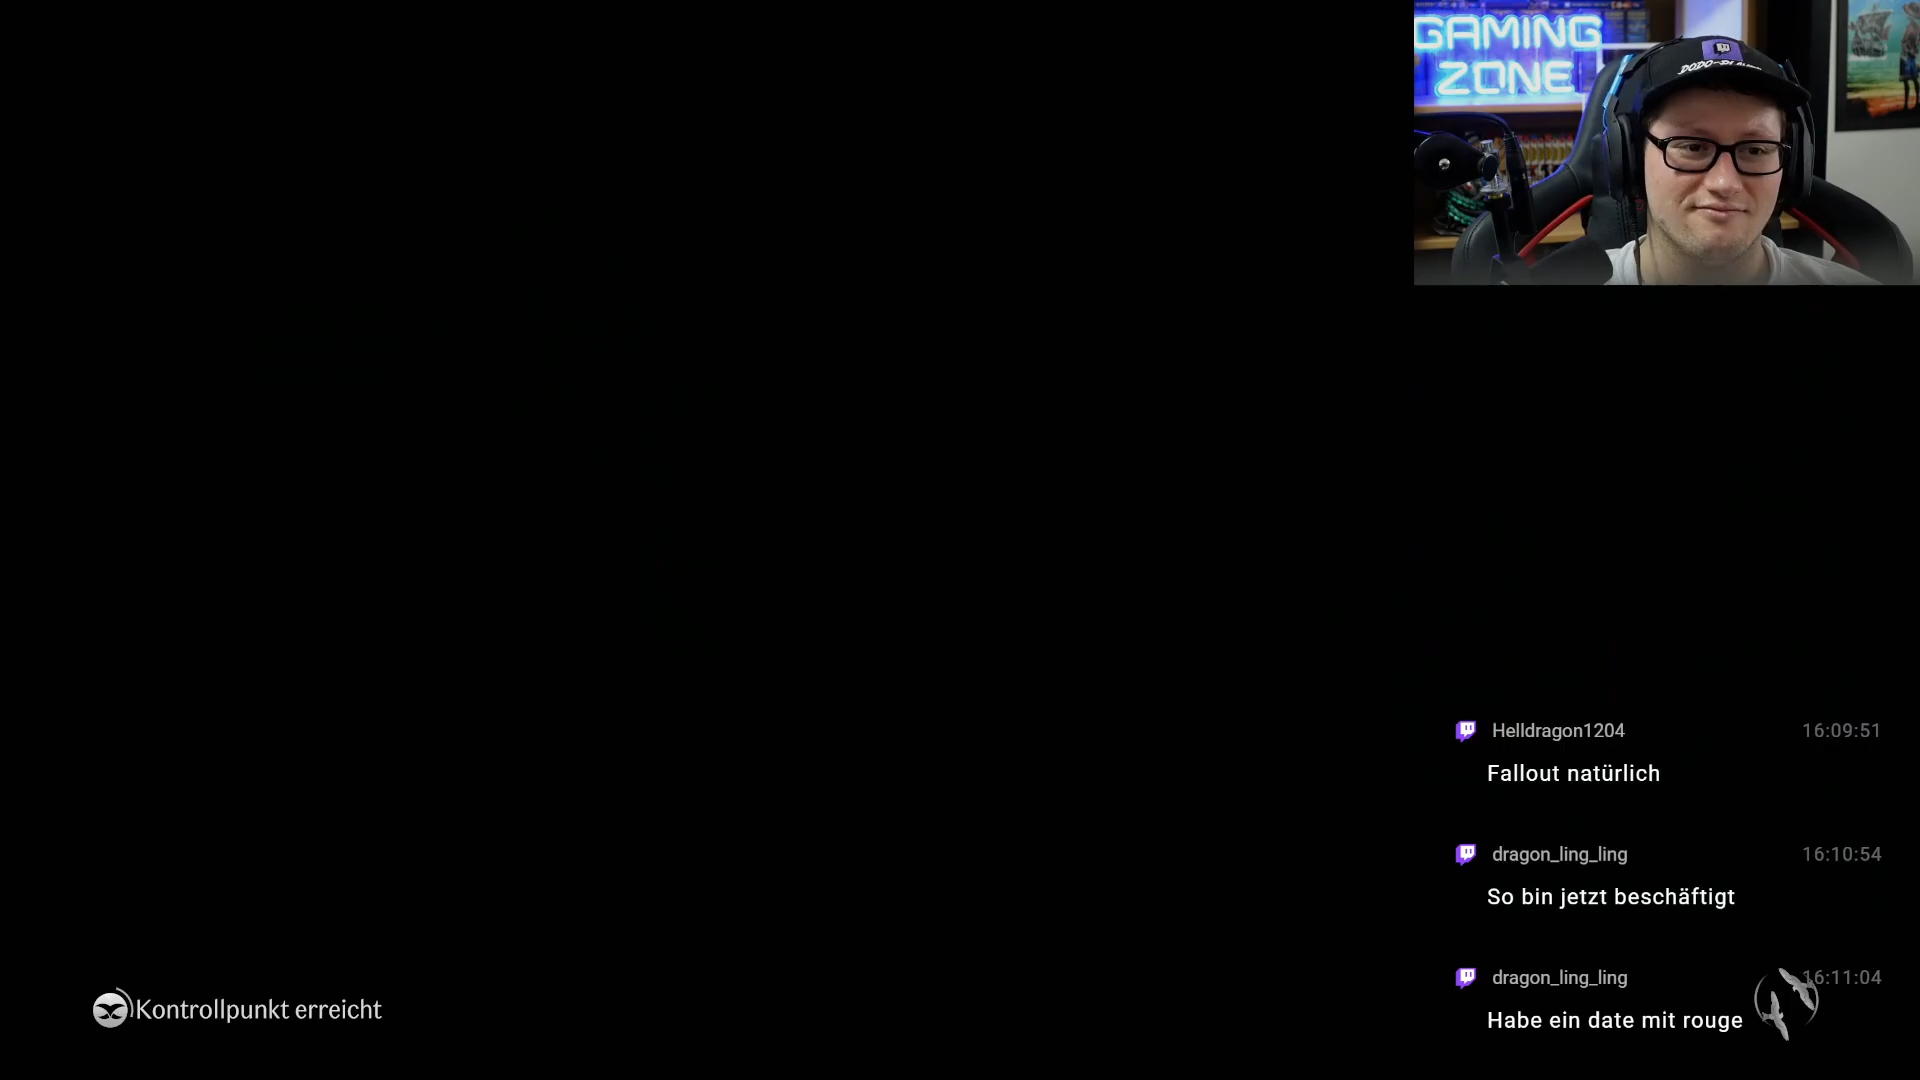 GAMING
ZONE
Helldragon1204 16:09:51
Fallout natürlich
dragon_ling_ling 16:10:54
So bin jetzt beschäftigt
dragon_ling_ling 16:11:04
Habe ein date mit rouge
Kontrollpunkt erreicht